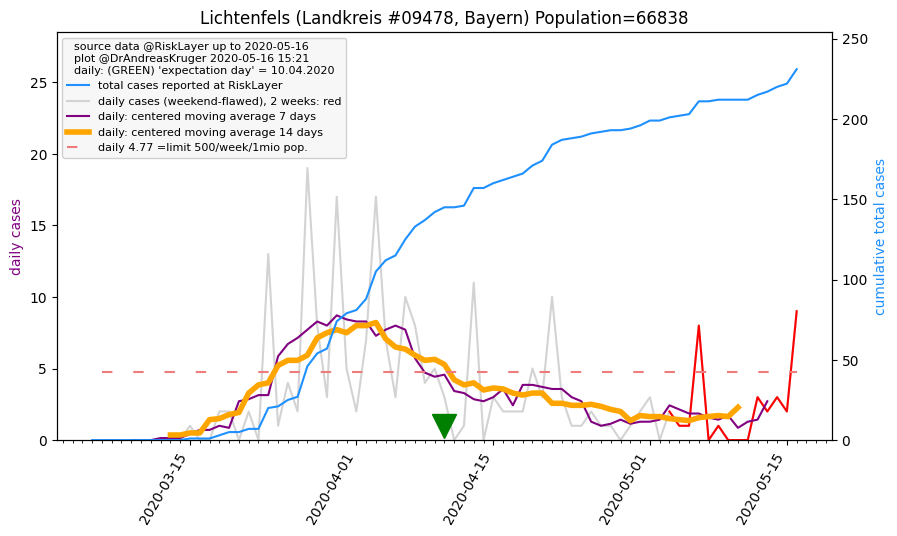 Lichtenfels (Landkreis #09478, Bayern) Population=66838
source data @RiskLayer up to 2020-05-16
plot @DrAndreasKruger 2020-05-16 15:21
daily: (GREEN) 'expectation day' = 10.04.2020
total cases reported at RiskLayer
daily cases (weekend-flawed), 2 weeks: red
daily: centered moving average 7 days
daily: centered moving average 14 days
daily 4.77 =limit 500/week/1mio pop.
daily cases
25
20
15
10
5
0
250
200
150
100
50
0
cumulative total cases
2020-03-15
2020-04-01
2020-04-15
2020-05-01
2020-05-15